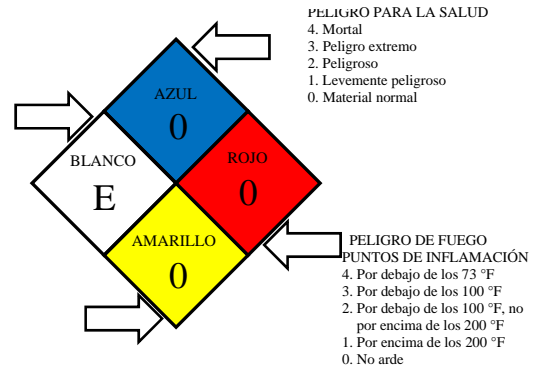 PELIGRO PARA LA SALUD
4. Mortal
3. Peligro extremo
2. Peligroso
1. Levemente peligroso
0. Material normal
AZUL
0
BLANCO
E
ROJO
0
AMARILLO
0
PELIGRO DE FUEGO
PUNTOS DE INFLAMACIÓN
4. Por debajo de los 73 °F
3. Por debajo de los 100 °F
2. Por debajo de los 100 °F, no
por encima de los 200 °F
1. Por encima de los 200 °F
0. No arde